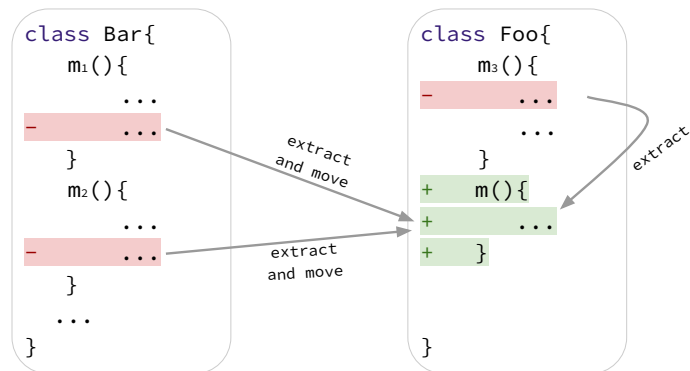 class Bar{
m₁(){
...
- ...
}
m₂(){
...
- ...
}
...
}
extract
and move
extract
and move
class Foo{
m₃(){
- ...
...
}
+ m(){
+ ...
+ }
}
extract